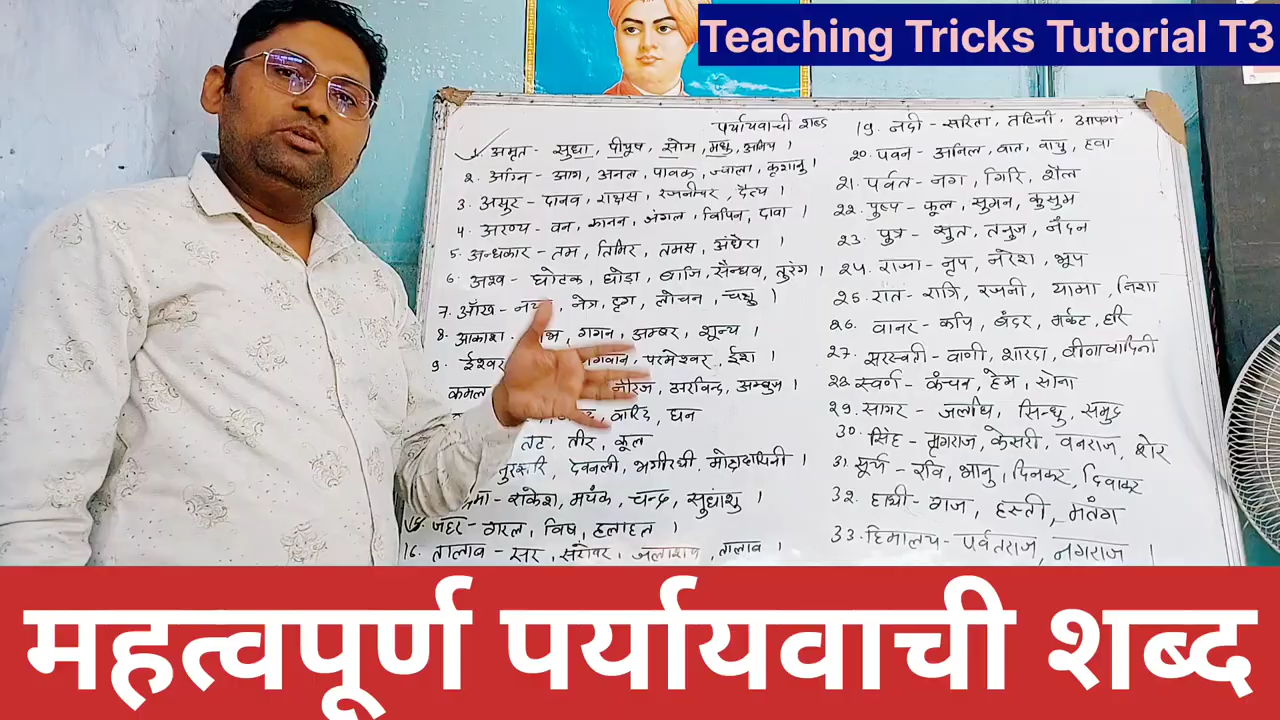 Teaching Tricks Tutorial T3
पर्यायवाची शब्द
1. अमृत - सुधा, पीयूष, सोम, मधु, अमिय ।
2. अग्नि - आग, अनल, पावक, ज्वाला, कृशानु ।
3. असुर - दानव, राक्षस, रजनीचर, दैत्य ।
4. अरण्य - वन, कानन, जंगल, विपिन, दावा ।
5. अन्धकार - तम, तिमिर, तमस, अंधेरा ।
6. अश्व - घोटक, घोड़ा, बाजि, सैन्धव, तुरंग ।
7. आँख - नेत्र, दृग, लोचन, चक्षु ।
8. आकाश - गगन, अम्बर, शून्य ।
9. ईश्वर भगवान, परमेश्वर, ईश ।
कमल नीरज, अरविन्द, अम्बुज ।
वारिद, घन
तट, तीर, कूल
देवनदी, भगीरथी, मोक्षदायिनी ।
राकेश, मयंक, चन्द्र, सुधांशु ।
जहर - गरल, विष, हलाहल ।
16. तालाब - सर, सरोवर, जलाशय, तालाब ।
19. नदी - सरिता, तटिनी, आपगा
20. पवन - अनिल, वात, वायु, हवा
21. पर्वत - नग, गिरि, शैल
22. पुष्प - फूल, सुमन, कुसुम
23. पुत्र - सुत, तनुज, नंदन
24. राजा - नृप, नरेश, भूप
25. रात - रात्रि, रजनी, यामा, निशा
26. वानर - कपि, बंदर, मर्कट, हरि
27. सरस्वती - वाणी, शारदा, वीणावादिनी
28. स्वर्ण - कंचन, हेम, सोना
29. सागर - जलधि, सिन्धु, समुद्र
30. सिंह - मृगराज, केसरी, वनराज, शेर
31 सूर्य - रवि, भानु, दिनकर, दिवाकर
32. हाथी - गज, हस्ती, मतंग
33. हिमालय - पर्वतराज, नगराज ।
महत्वपूर्ण पर्यायवाची शब्द